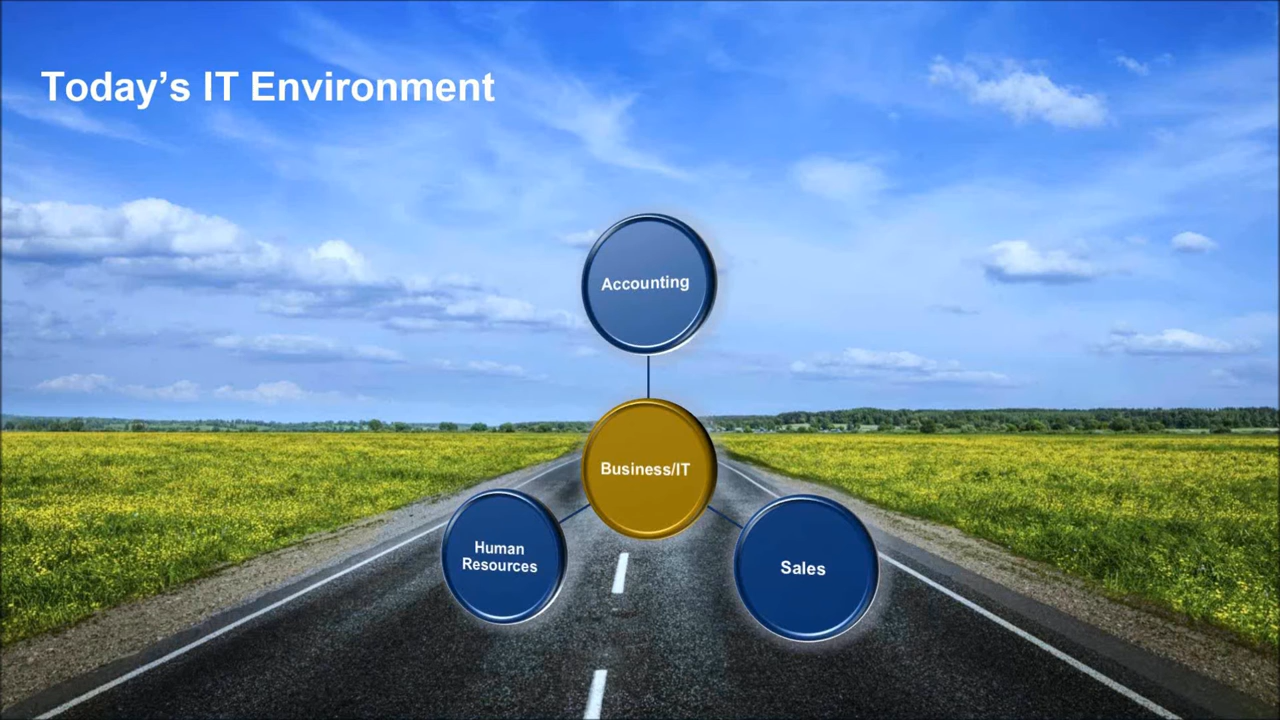 Today’s IT Environment
Accounting
Business/IT
Human
Resources
Sales